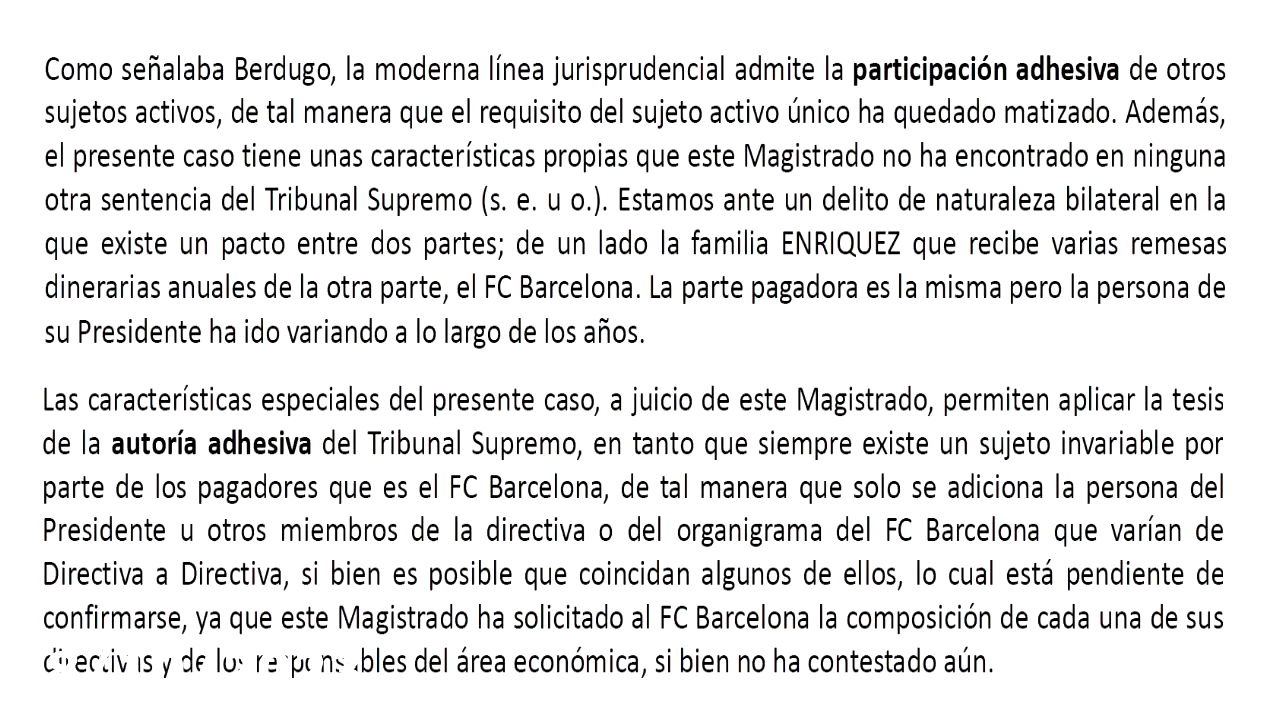 Como señalaba Berdugo, la moderna línea jurisprudencial admite la participación adhesiva de otros
sujetos activos, de tal manera que el requisito del sujeto activo único ha quedado matizado. Además,
el presente caso tiene unas características propias que este Magistrado no ha encontrado en ninguna
otra sentencia del Tribunal Supremo (s. e. u o.). Estamos ante un delito de naturaleza bilateral en la
que existe un pacto entre dos partes; de un lado la familia ENRIQUEZ que recibe varias remesas
dinerarias anuales de la otra parte, el FC Barcelona. La parte pagadora es la misma pero la persona de
su Presidente ha ido variando a lo largo de los años.
Las características especiales del presente caso, a juicio de este Magistrado, permiten aplicar la tesis
de la autoría adhesiva del Tribunal Supremo, en tanto que siempre existe un sujeto invariable por
parte de los pagadores que es el FC Barcelona, de tal manera que solo se adiciona la persona del
Presidente u otros miembros de la directiva o del organigrama del FC Barcelona que varían de
Directiva a Directiva, si bien es posible que coincidan algunos de ellos, lo cual está pendiente de
confirmarse, ya que este Magistrado ha solicitado al FC Barcelona la composición de cada una de sus
directivas y de los responsables del área económica, si bien no ha contestado aún.